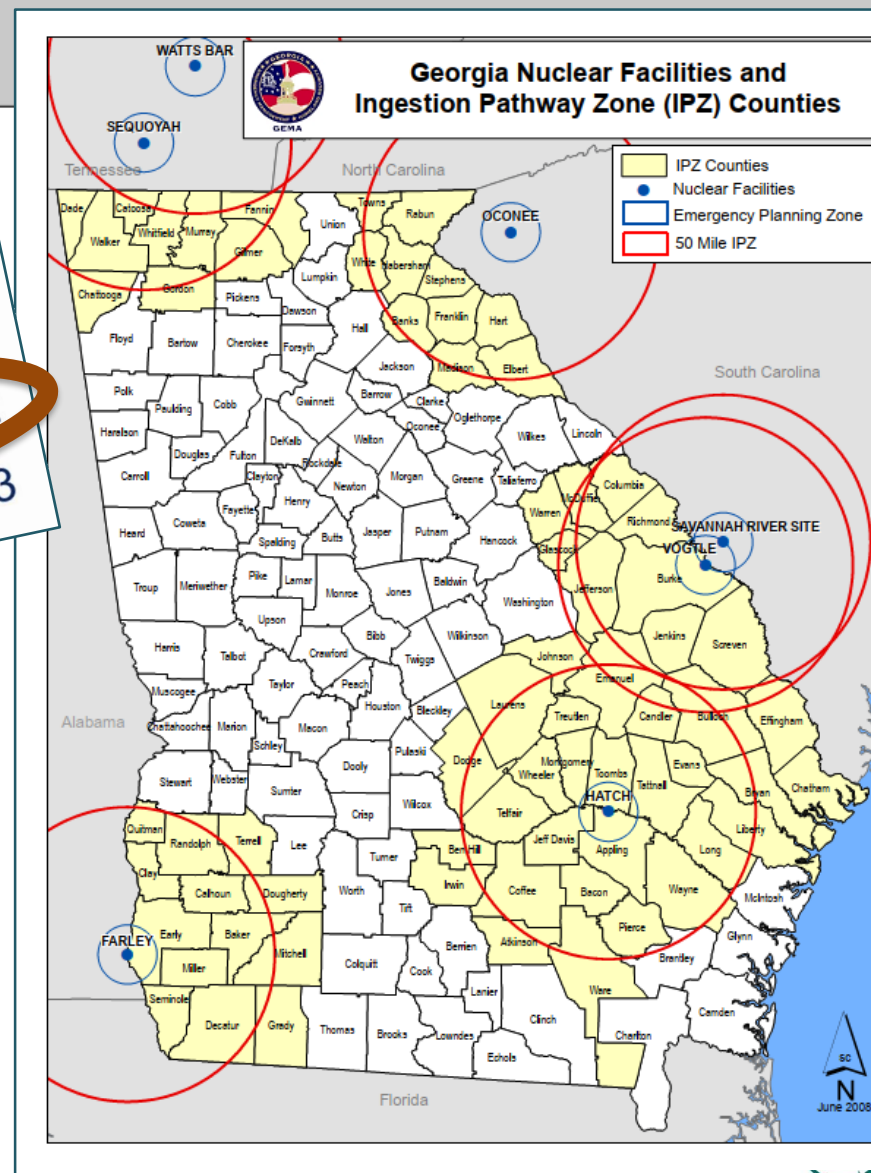 WATTS BAR
GEMA
Georgia Nuclear Facilities and
Ingestion Pathway Zone (IPZ) Counties
SEQUOYAH
Tennessee
North Carolina
IPZ Counties
Nuclear Facilities
Emergency Planning Zone
50 Mile IPZ
OCONEE
Dade
Catoosa
Whitfield
Murray
Fannin
Union
Towns
Rabun
Walker
Gilmer
White
Habersham
Stephens
Lumpkin
Chattooga
Gordon
Pickens
Dawson
Banks
Franklin
Hart
Floyd
Bartow
Cherokee
Forsyth
Hall
Jackson
Madison
Elbert
South Carolina
Polk
Paulding
Cobb
Gwinnett
Barrow
Clarke
Oconee
Oglethorpe
Wilkes
Lincoln
Haralson
Douglas
Fulton
DeKalb
Walton
Rockdale
3
Carroll
Clayton
Newton
Morgan
Greene
Taliaferro
McDuffie
Columbia
Fayette
Henry
Warren
Richmond
Heard
Coweta
Spalding
Butts
Jasper
Putnam
Hancock
Glascock
SAVANNAH RIVER SITE
VOGTLE
Burke
Troup
Meriwether
Pike
Lamar
Monroe
Jones
Baldwin
Washington
Jefferson
Upson
Bibb
Wilkinson
Jenkins
Screven
Harris
Talbot
Crawford
Twiggs
Johnson
Emanuel
Taylor
Peach
Houston
Bleckley
Laurens
Treutlen
Candler
Bulloch
Effingham
Alabama
Muscogee
Chattahoochee
Marion
Macon
Schley
Pulaski
Dodge
Wheeler
Montgomery
Toombs
Tattnall
Evans
Bryan
Chatham
Stewart
Webster
Sumter
Dooly
Wilcox
Crisp
Telfair
HATCH
Liberty
Quitman
Randolph
Terrell
Lee
Turner
Ben Hill
Jeff Davis
Appling
Long
Clay
Calhoun
Dougherty
Worth
Tift
Irwin
Coffee
Bacon
Wayne
McIntosh
FARLEY
Early
Baker
Mitchell
Colquitt
Cook
Berrien
Atkinson
Pierce
Brantley
Glynn
Miller
Lanier
Ware
Seminole
Decatur
Grady
Thomas
Brooks
Lowndes
Clinch
Echols
Charlton
Camden
Florida
SC
N
June 2008